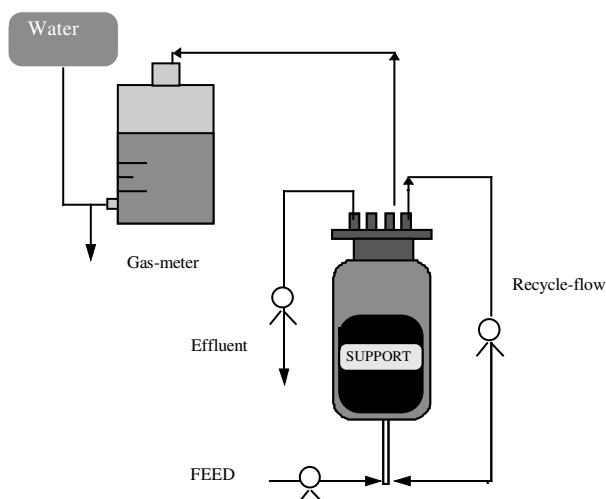 Water
Gas-meter
Recycle-flow
Effluent
SUPPORT
FEED